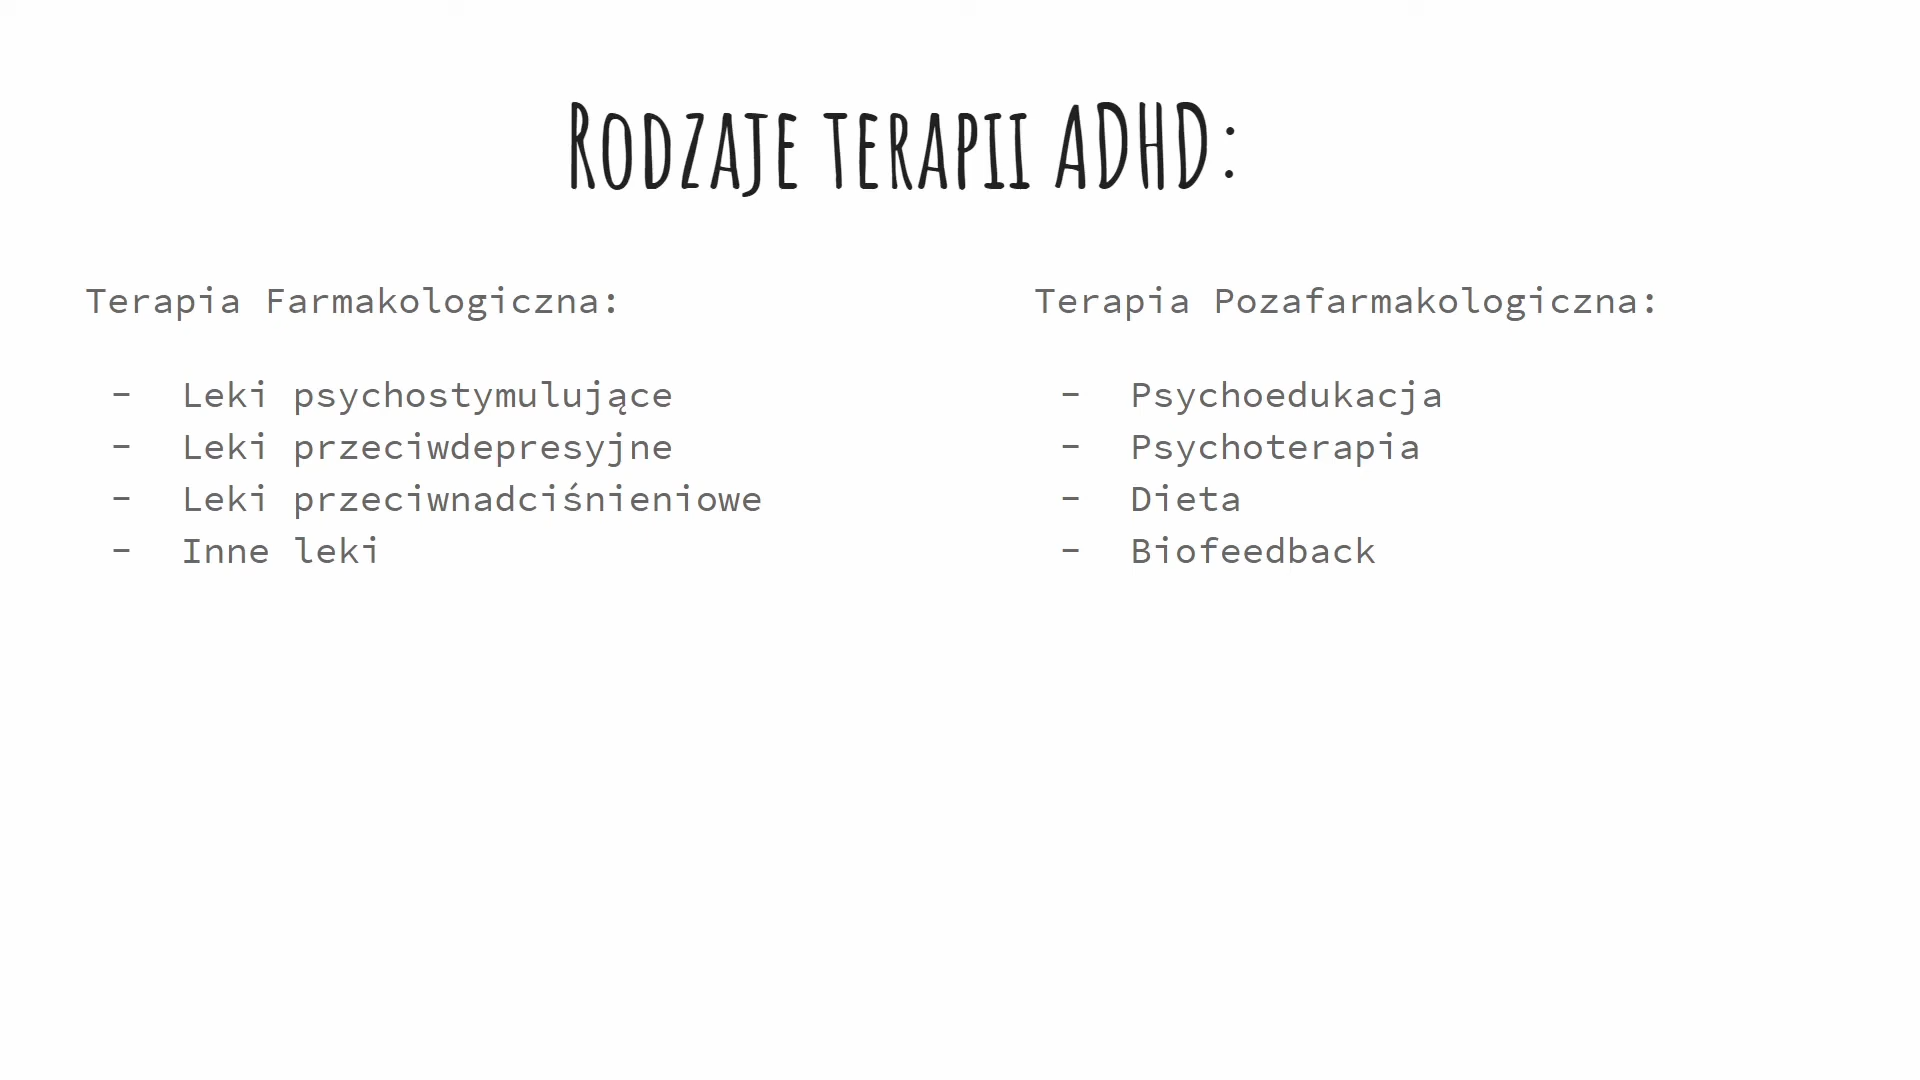 Rodzaje terapii ADHD:
Terapia Farmakologiczna:
- Leki psychostymulujące
- Leki przeciwdepresyjne
- Leki przeciwnadciśnieniowe
- Inne leki
Terapia Pozafarmakologiczna:
- Psychoedukacja
- Psychoterapia
- Dieta
- Biofeedback